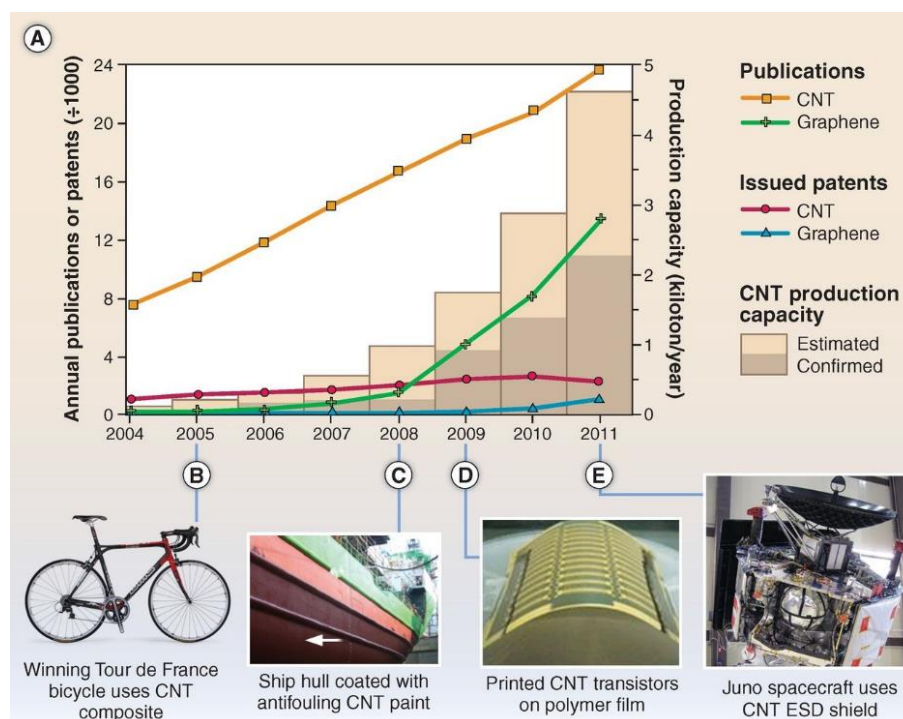 A
Annual publications or patents (÷1000)
24
20
16
12
8
4
0
5
4
3
2
1
0
Production capacity (kiloton/year)
2004 2005 2006 2007 2008 2009 2010 2011
Publications
CNT
Graphene
Issued patents
CNT
Graphene
CNT production
capacity
Estimated
Confirmed
B
C
D
E
Winning Tour de France
bicycle uses CNT
composite
Ship hull coated with
antifouling CNT paint
Printed CNT transistors
on polymer film
Juno spacecraft uses
CNT ESD shield